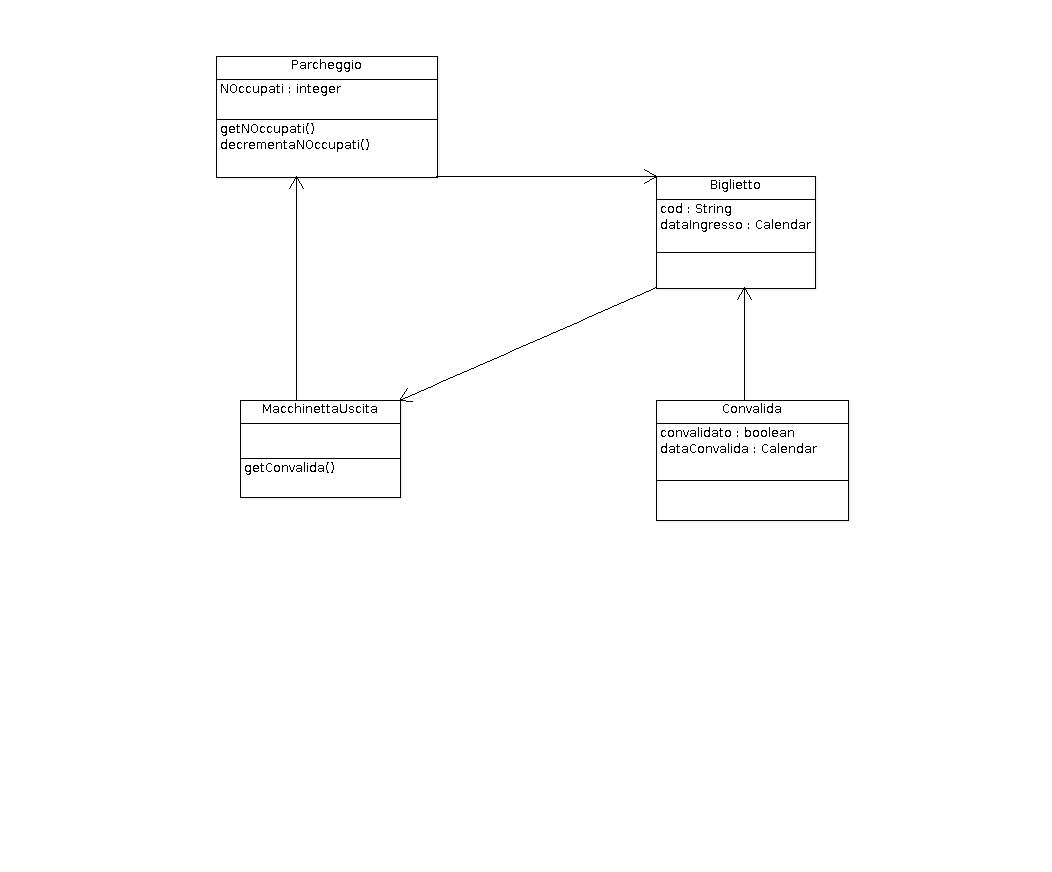 Parcheggio
NOccupati : integer
getNOccupati()
decrementaNOccupati()
Biglietto
cod : String
dataIngresso : Calendar
MacchinettaUscita
getConvalida()
Convalida
convalidato : boolean
dataConvalida : Calendar